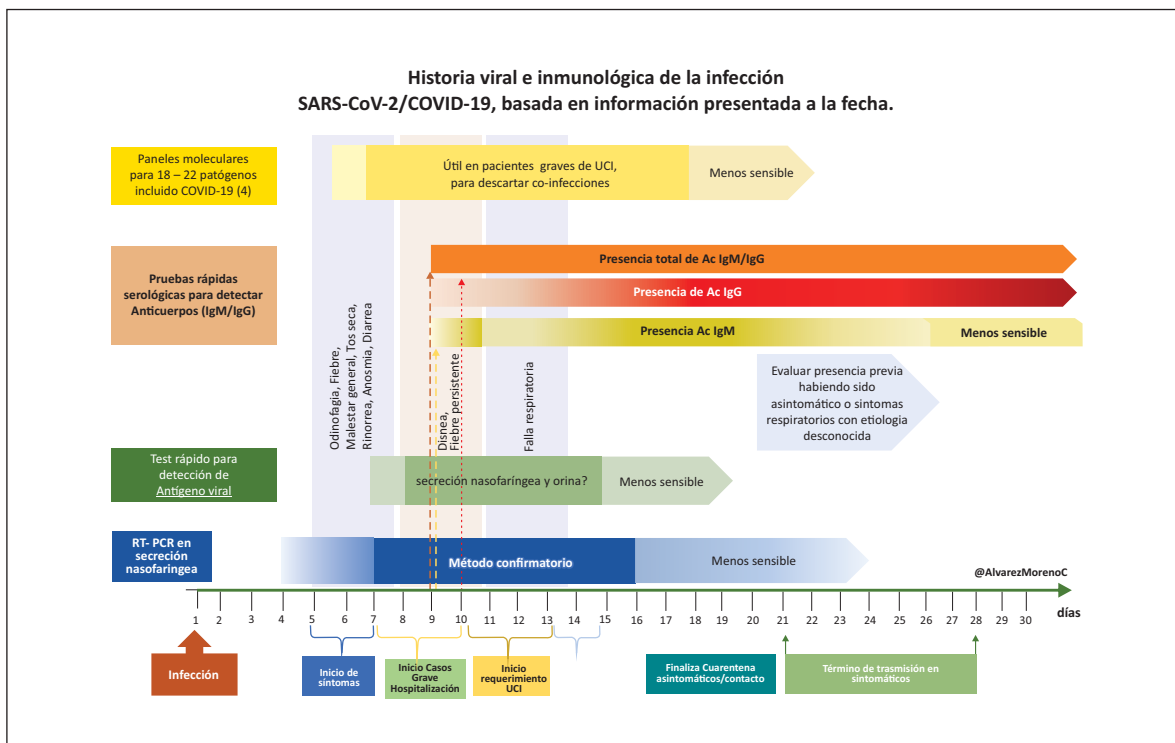 Historia viral e inmunológica de la infección
SARS-CoV-2/COVID-19, basada en información presentada a la fecha.
Paneles moleculares
para 18 – 22 patógenos
incluido COVID-19 (4)
Útil en pacientes graves de UCI,
para descartar co-infecciones
Menos sensible
Pruebas rápidas
serológicas para detectar
Anticuerpos (IgM/IgG)
Presencia total de Ac IgM/IgG
Presencia de Ac IgG
Presencia Ac IgM
Menos sensible
Odinofagia, Fiebre,
Malestar general, Tos seca,
Rinorrea, Anosmia, Diarrea
Disnea,
Fiebre persistente
Falla respiratoria
Evaluar presencia previa
habiendo sido
asintomático o sintomas
respiratorios con etiologia
desconocida
Test rápido para
detección de
Antígeno viral
secreción nasofaríngea y orina?
Menos sensible
RT- PCR en
secreción
nasofaringea
Método confirmatorio
Menos sensible
@AlvarezMorenoC
días
1 2 3 4 5 6 7 8 9 10 11 12 13 14 15 16 17 18 19 20 21 22 23 24 25 26 27 28 29 30
Infección
Inicio de
síntomas
Inicio Casos
Grave
Hospitalización
Inicio
requerimiento
UCI
Finaliza Cuarentena
asintomáticos/contacto
Término de trasmisión en
sintomáticos